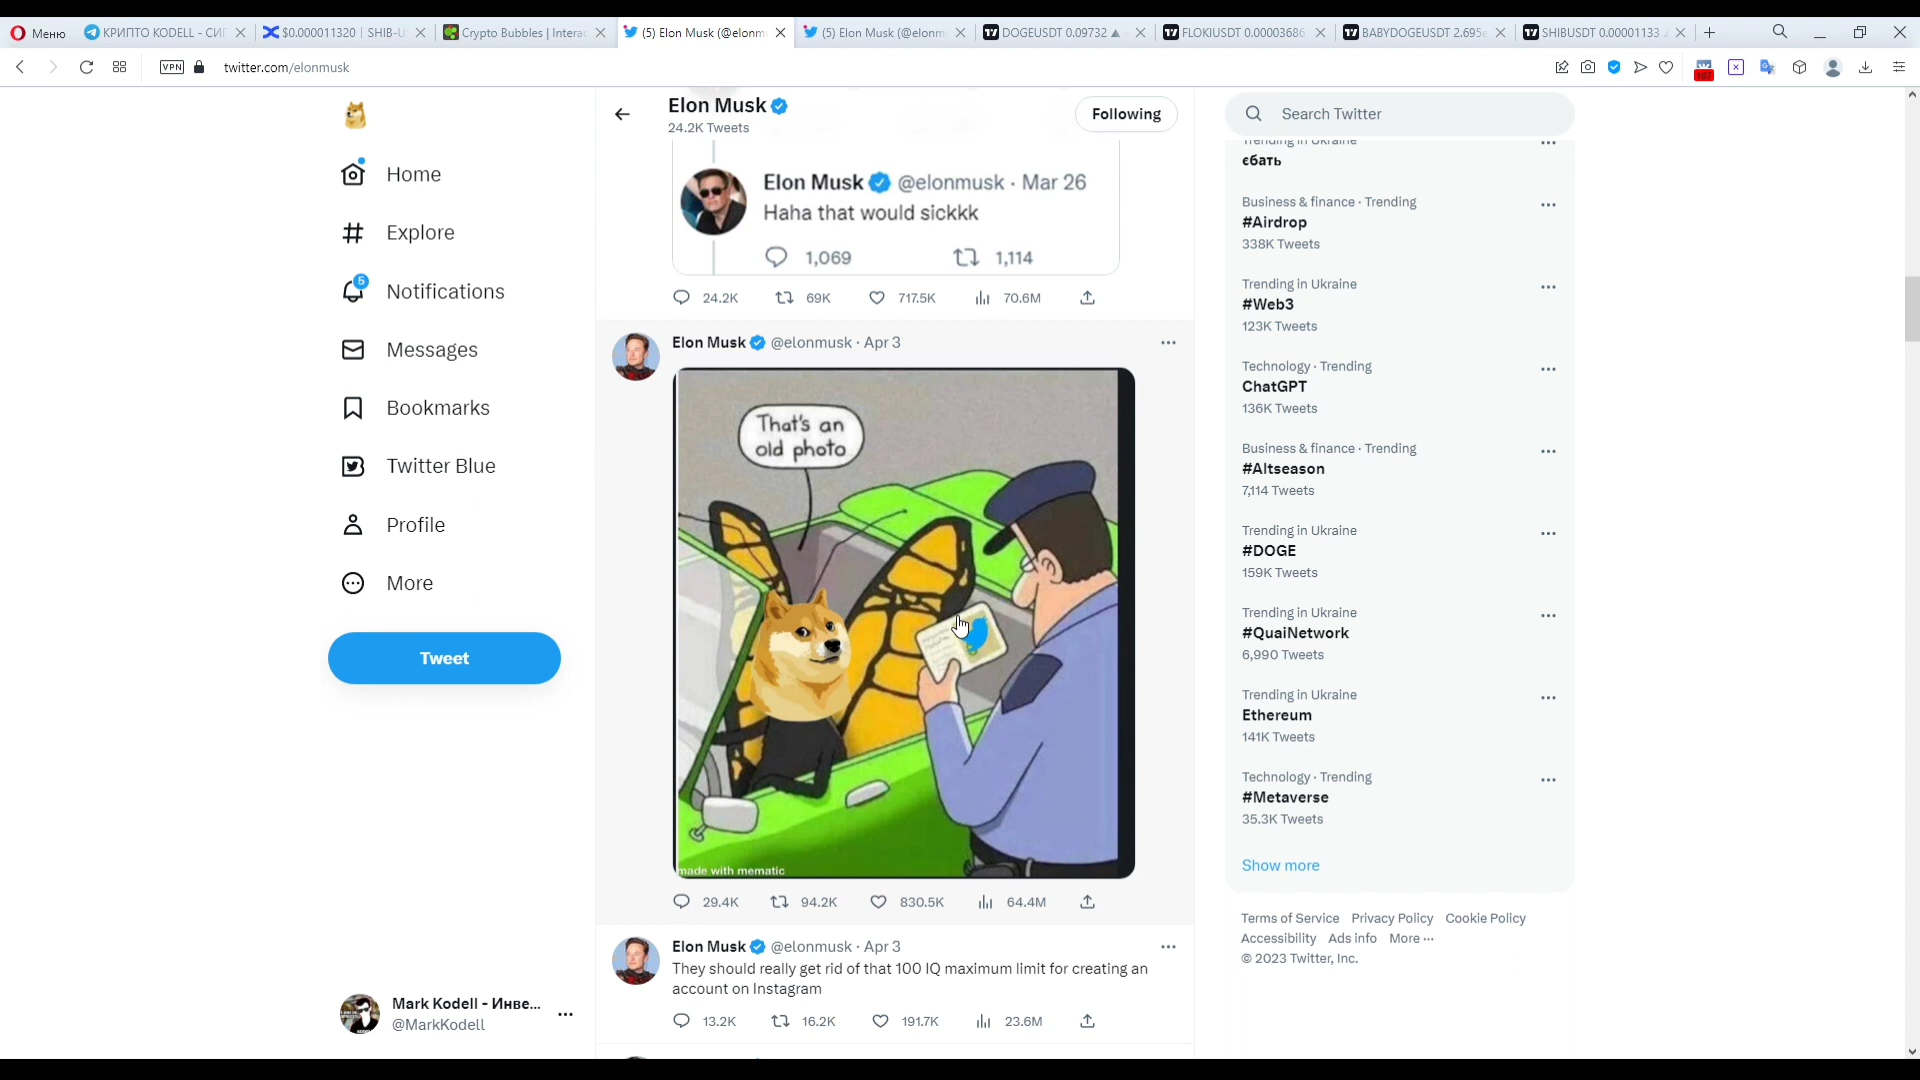 Меню
КРИПТО KODELL - СИГ
$0.000011320 | SHIB-U
Crypto Bubbles | Interac
(5) Elon Musk (@elonm
(5) Elon Musk (@elonm
DOGEUSDT 0.09732 ▲
FLOKIUSDT 0.00003686
BABYDOGEUSDT 2.695e
SHIBUSDT 0.00001133
VPN
twitter.com/elonmusk
Home
Explore
5
Notifications
Messages
Bookmarks
Twitter Blue
Profile
More
Tweet
Mark Kodell - Инве...
@MarkKodell
Elon Musk
24.2K Tweets
Following
Elon Musk @elonmusk · Mar 26
Haha that would sickkk
1,069 1,114
24.2K 69K 717.5K 70.6M
Elon Musk @elonmusk · Apr 3
That's an
old photo
made with mematic
29.4K 94.2K 830.5K 64.4M
Elon Musk @elonmusk · Apr 3
They should really get rid of that 100 IQ maximum limit for creating an
account on Instagram
13.2K 16.2K 191.7K 23.6M
Search Twitter
Trending in Ukraine
єбать
Business & finance · Trending
#Airdrop
338K Tweets
Trending in Ukraine
#Web3
123K Tweets
Technology · Trending
ChatGPT
136K Tweets
Business & finance · Trending
#Altseason
7,114 Tweets
Trending in Ukraine
#DOGE
159K Tweets
Trending in Ukraine
#QuaiNetwork
6,990 Tweets
Trending in Ukraine
Ethereum
141K Tweets
Technology · Trending
#Metaverse
35.3K Tweets
Show more
Terms of Service Privacy Policy Cookie Policy
Accessibility Ads info More ···
© 2023 Twitter, Inc.